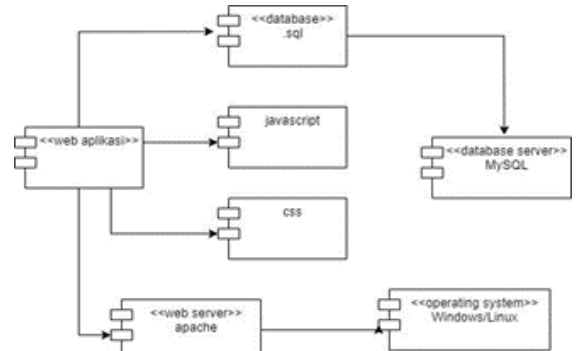 <<database>>
.sql
javascript
<<web aplikasi>>
<<database server>>
MySQL
css
<<web server>>
apache
<<operating system>>
Windows/Linux